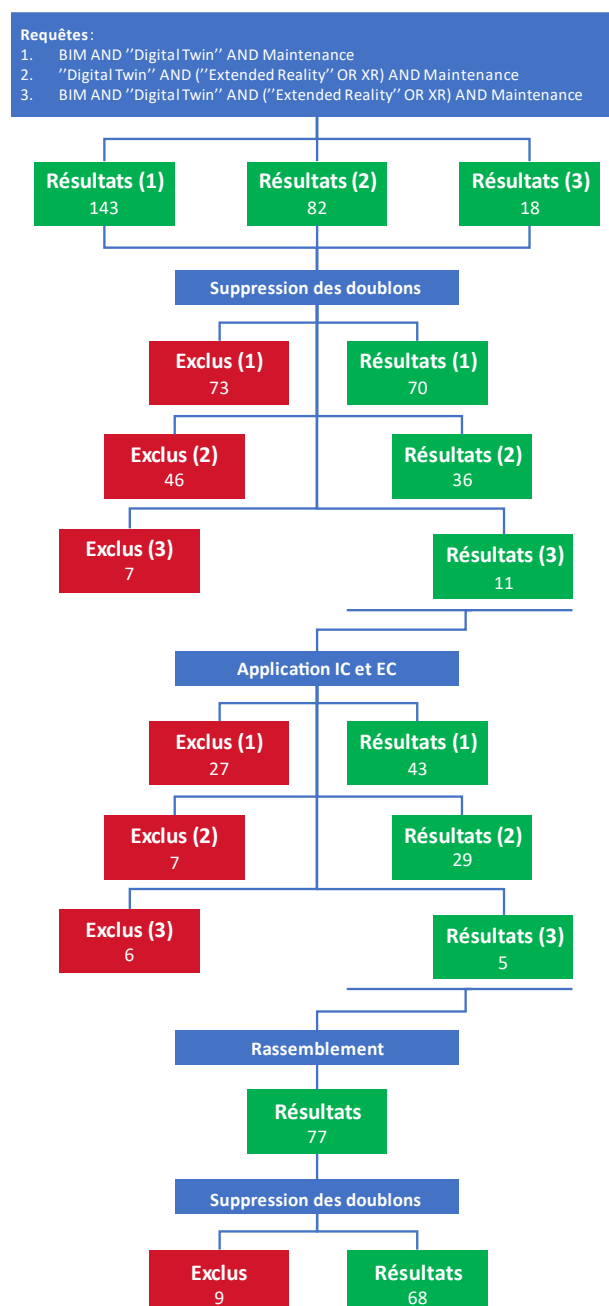 Requêtes:
1. BIM AND ’’Digital Twin’’ AND Maintenance
2. ’’Digital Twin’’ AND (’’Extended Reality’’ OR XR) AND Maintenance
3. BIM AND ’’Digital Twin’’ AND (’’Extended Reality’’ OR XR) AND Maintenance
Résultats (1)
143
Résultats (2)
82
Résultats (3)
18
Suppression des doublons
Exclus (1)
73
Résultats (1)
70
Exclus (2)
46
Résultats (2)
36
Exclus (3)
7
Résultats (3)
11
Application IC et EC
Exclus (1)
27
Résultats (1)
43
Exclus (2)
7
Résultats (2)
29
Exclus (3)
6
Résultats (3)
5
Rassemblement
Résultats
77
Suppression des doublons
Exclus
9
Résultats
68